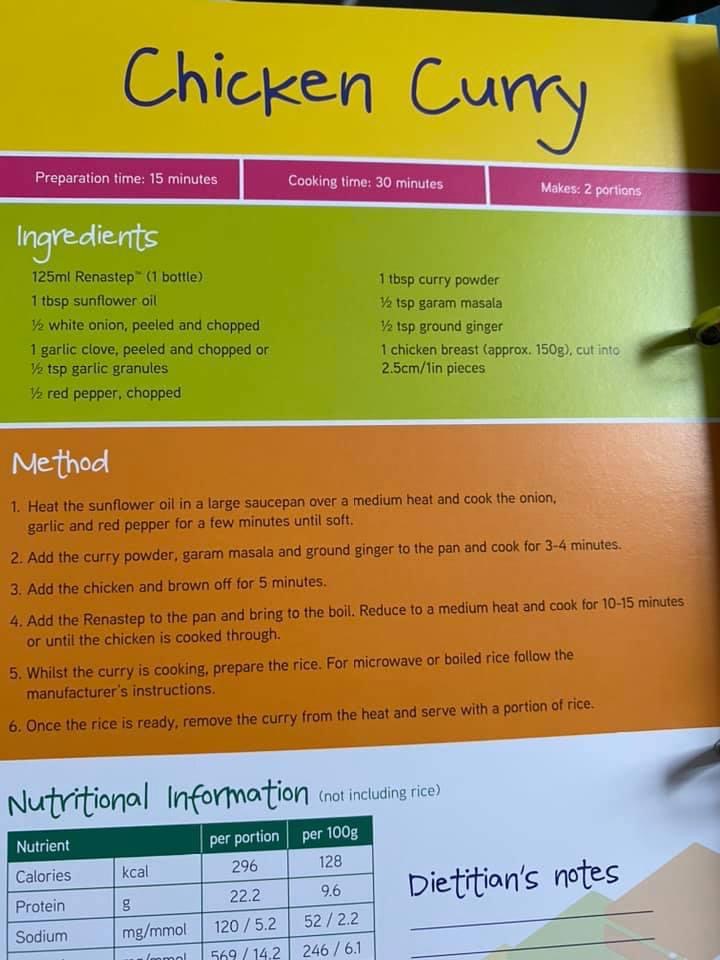 Chicken Curry
Preparation time: 15 minutes
Cooking time: 30 minutes
Makes: 2 portions
Ingredients
125ml Renastep™ (1 bottle)
1 tbsp sunflower oil
½ white onion, peeled and chopped
1 garlic clove, peeled and chopped or
½ tsp garlic granules
½ red pepper, chopped
1 tbsp curry powder
½ tsp garam masala
½ tsp ground ginger
1 chicken breast (approx. 150g), cut into
2.5cm/1in pieces
Method
1. Heat the sunflower oil in a large saucepan over a medium heat and cook the onion,
garlic and red pepper for a few minutes until soft.
2. Add the curry powder, garam masala and ground ginger to the pan and cook for 3-4 minutes.
3. Add the chicken and brown off for 5 minutes.
4. Add the Renastep to the pan and bring to the boil. Reduce to a medium heat and cook for 10-15 minutes
or until the chicken is cooked through.
5. Whilst the curry is cooking, prepare the rice. For microwave or boiled rice follow the
manufacturer's instructions.
6. Once the rice is ready, remove the curry from the heat and serve with a portion of rice.
Nutritional Information (not including rice)
Nutrient per portion per 100g
Calories kcal 296 128
Protein g 22.2 9.6
Sodium mg/mmol 120 / 5.2 52 / 2.2
569 / 14.2 246 / 6.1
Dietitian's notes